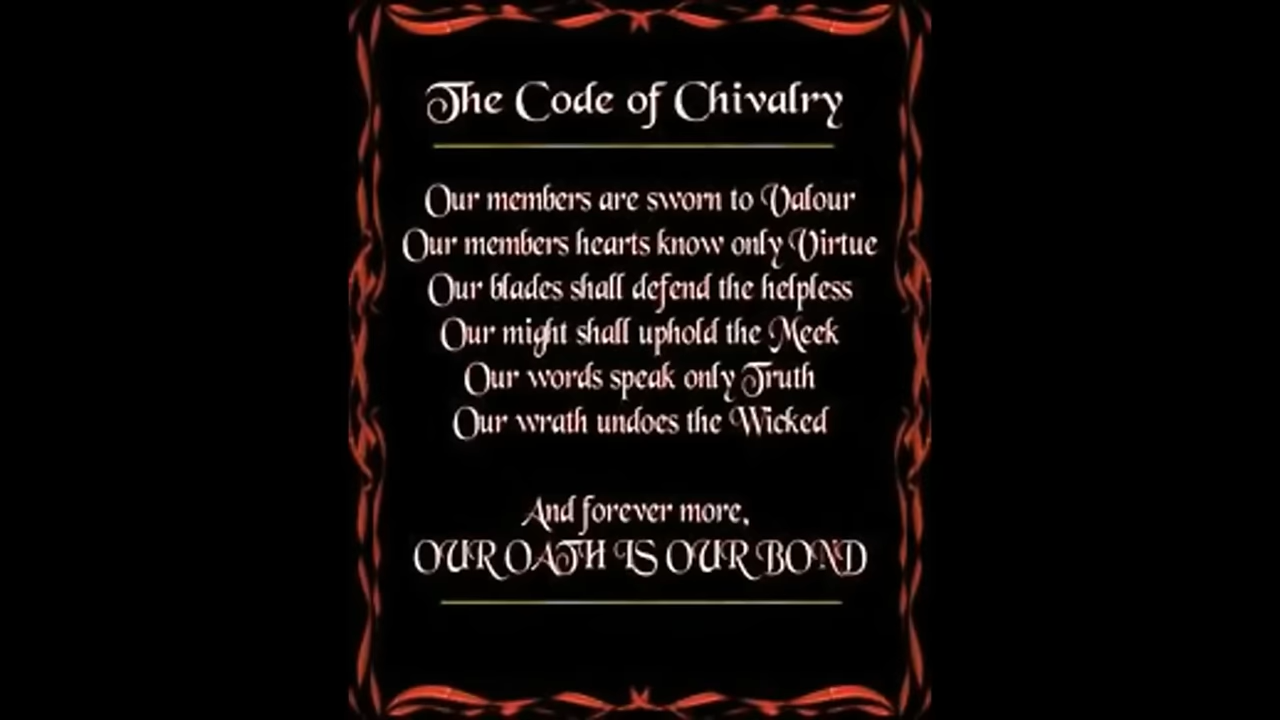 The Code of Chivalry
Our members are sworn to Valour
Our members hearts know only Virtue
Our blades shall defend the helpless
Our might shall uphold the Meek
Our words speak only Truth
Our wrath undoes the Wicked
And forever more,
OUR OATH IS OUR BOND